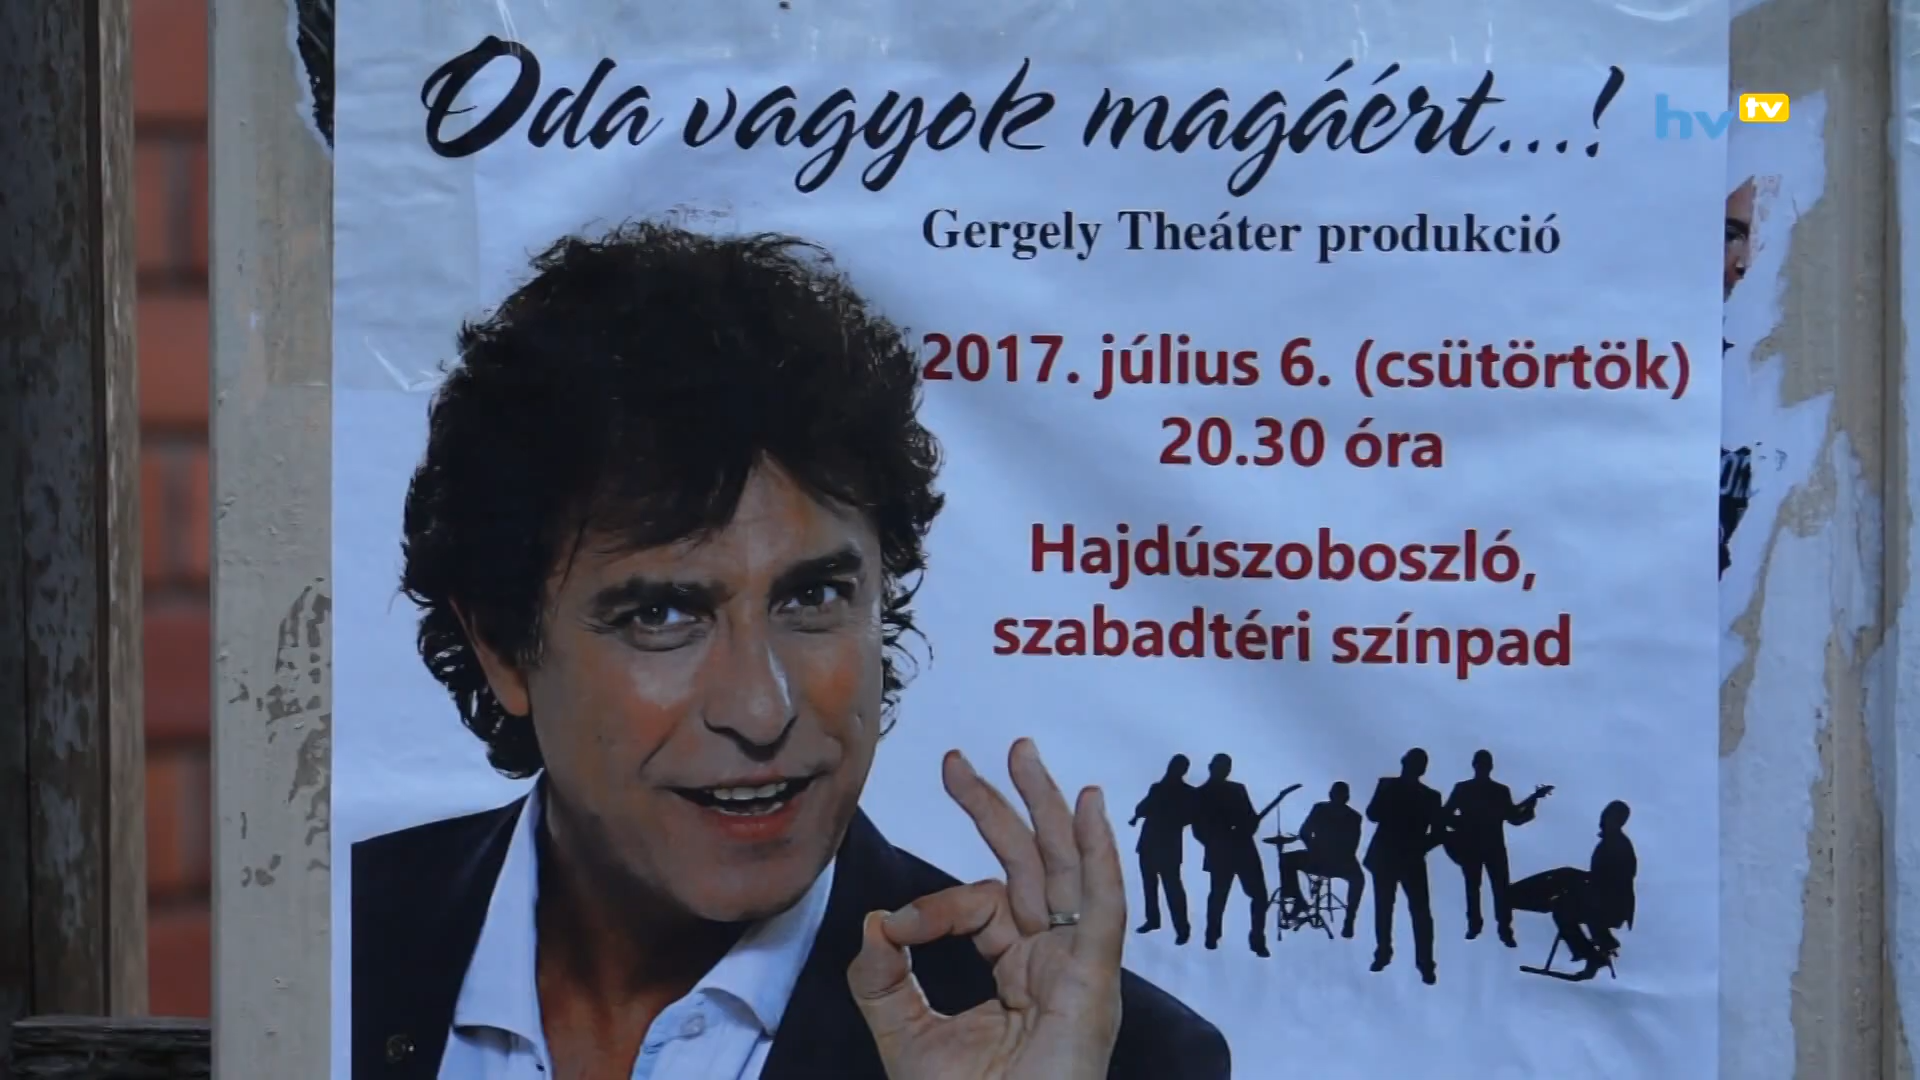 Oda vagyok magáért...!
hv tv
Gergely Theáter produkció
2017. július 6. (csütörtök)
20.30 óra
Hajdúszoboszló,
szabadtéri színpad